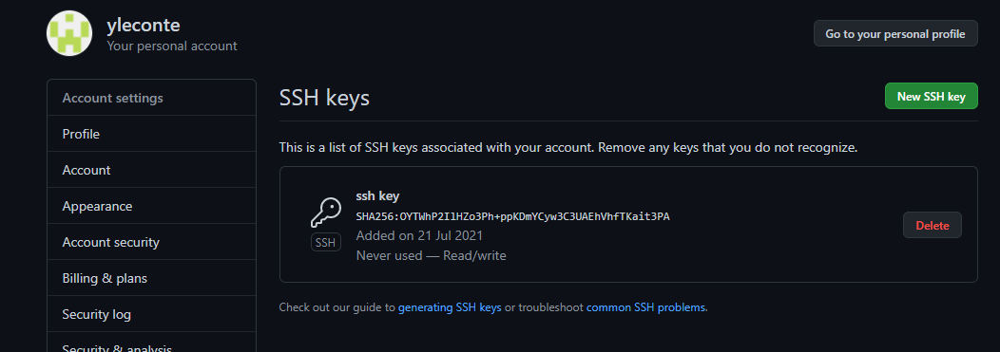 yleconte
Your personal account
Go to your personal profile
Account settings
Profile
Account
Appearance
Account security
Billing & plans
Security log
Security & analysis
SSH keys
New SSH key
This is a list of SSH keys associated with your account. Remove any keys that you do not recognize.
ssh key
SHA256:OYTWhP2I1HZo3Ph+ppKDmYCyw3C3UAEhVhfTKait3PA
SSH
Added on 21 Jul 2021
Never used — Read/write
Delete
Check out our guide to generating SSH keys or troubleshoot common SSH problems.